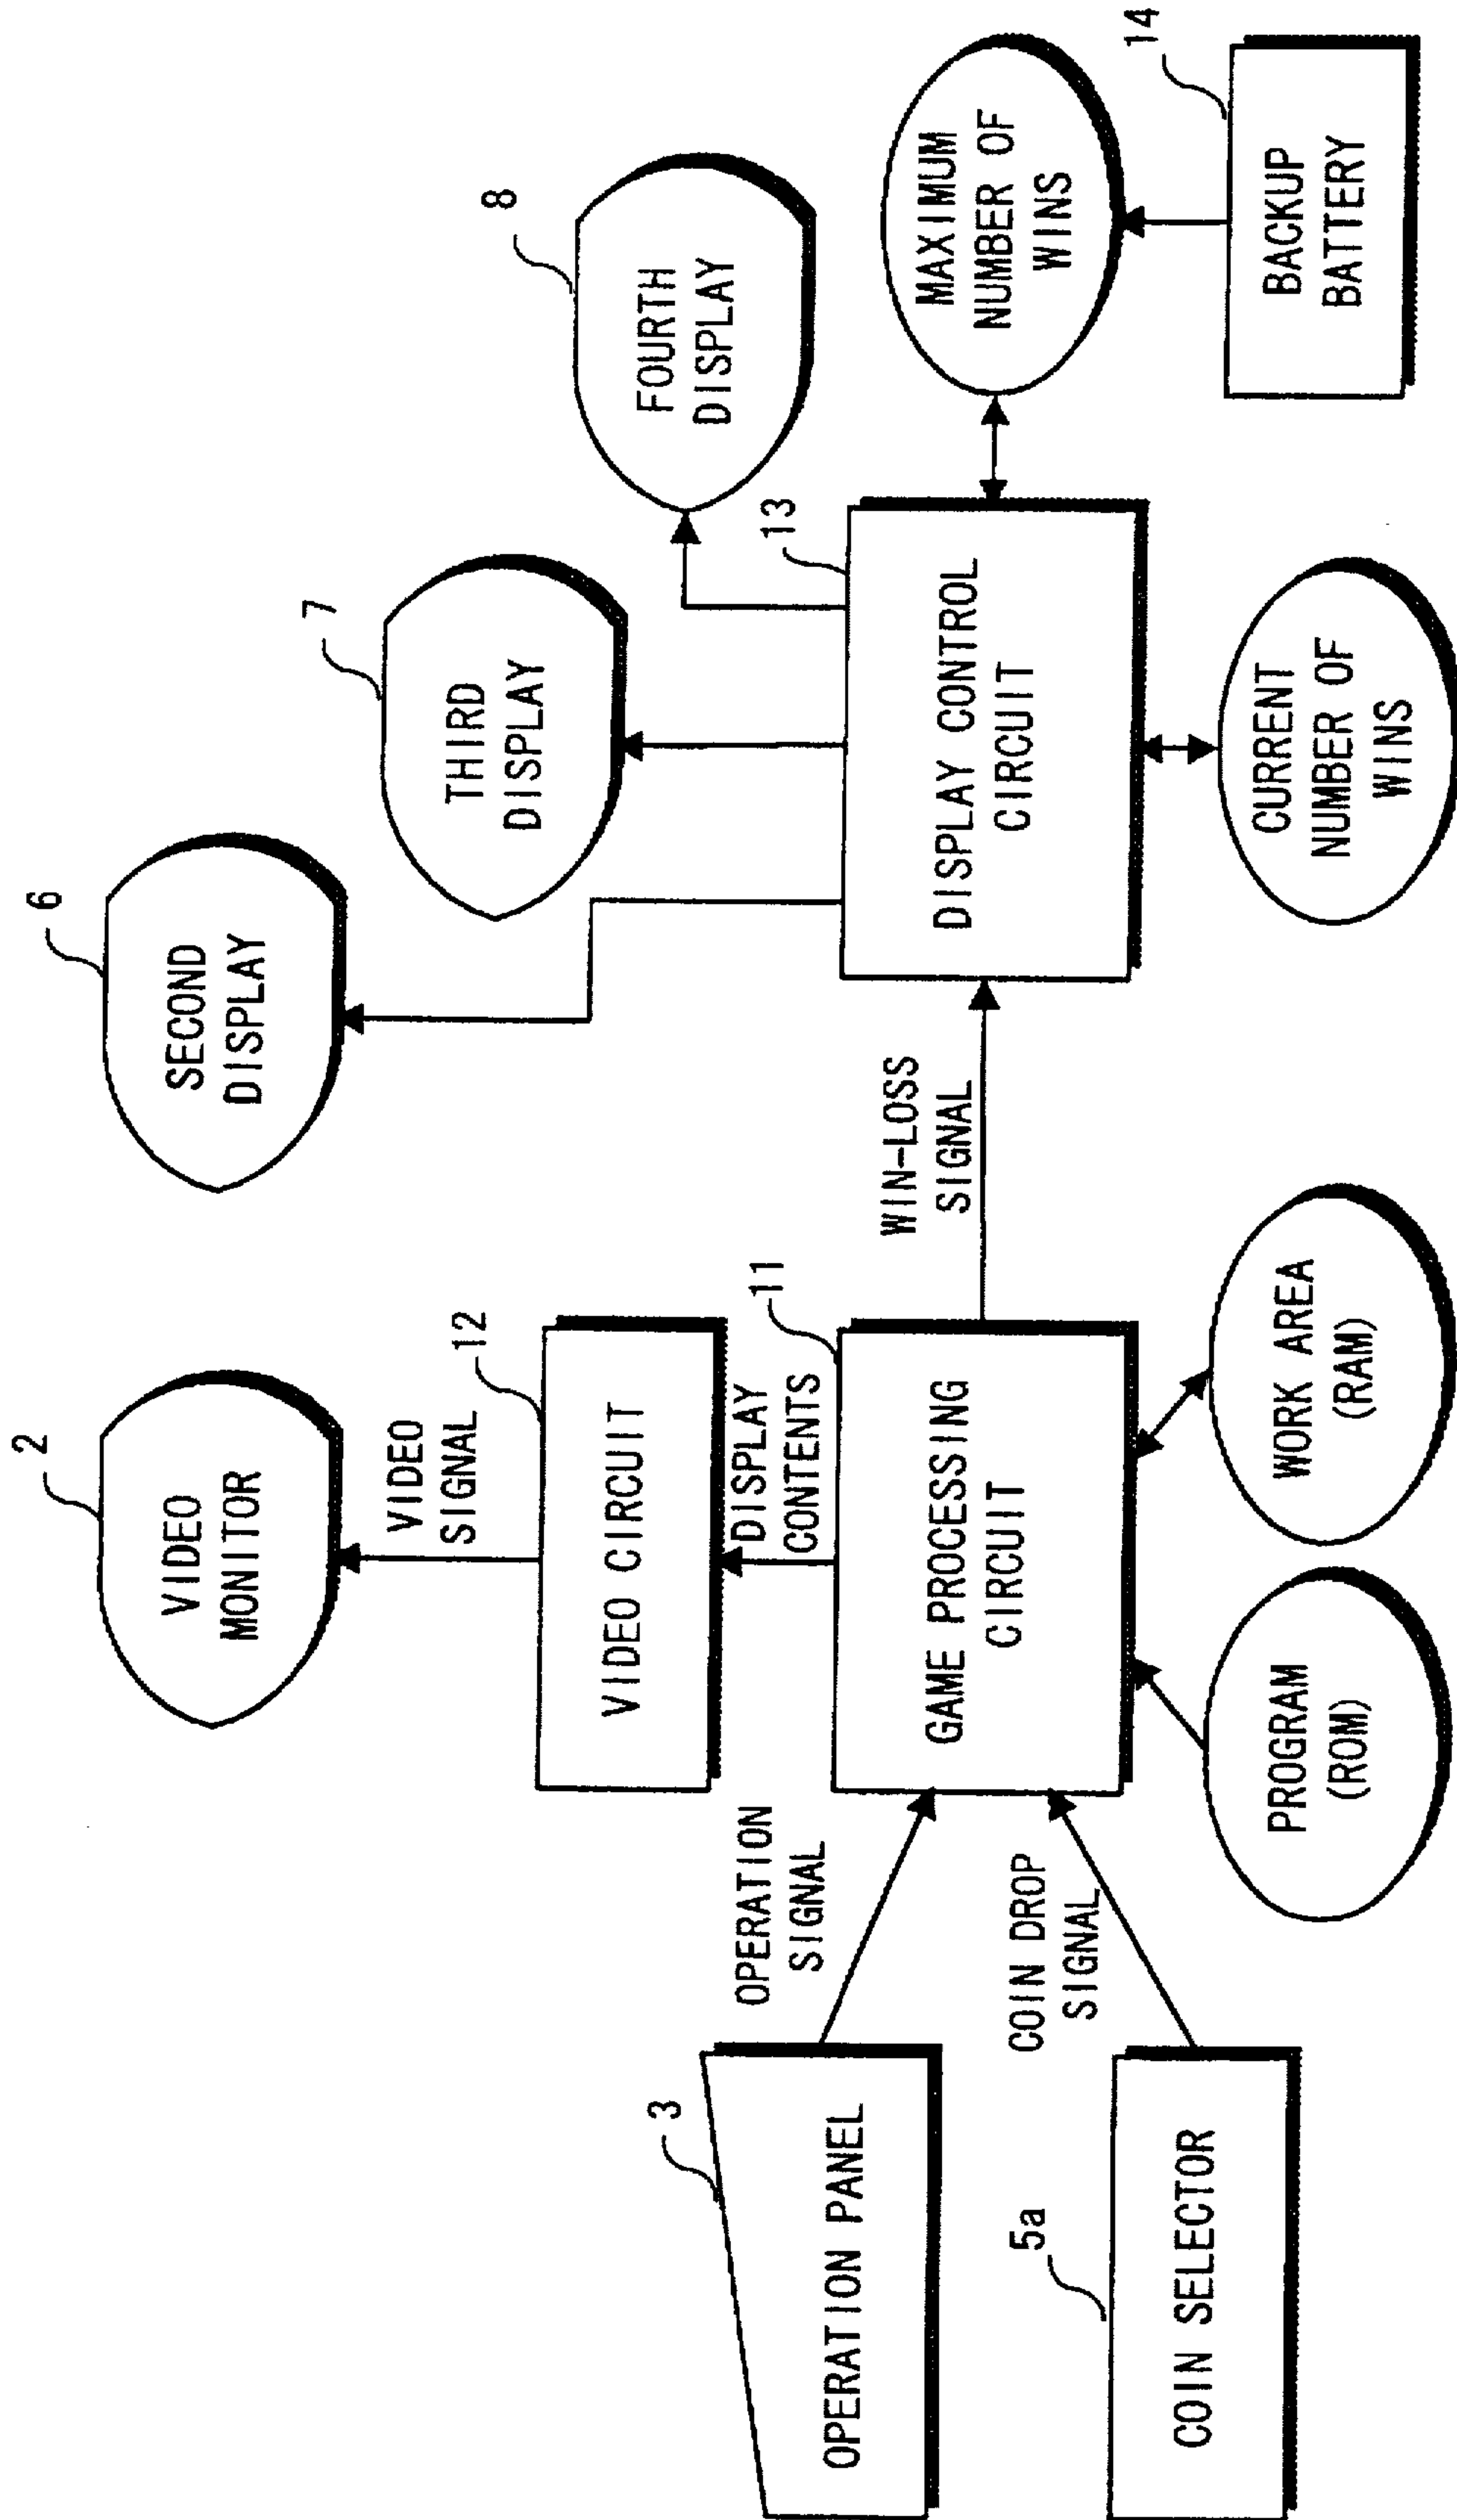 2
VIDEO
MONITOR
6
SECOND
DISPLAY
7
THIRD
DISPLAY
8
FOURTH
DISPLAY
VIDEO
SIGNAL
12
VIDEO CIRCUIT
DISPLAY
CONTENTS
3
OPERATION PANEL
OPERATION
SIGNAL
11
GAME PROCESSING
CIRCUIT
WIN-LOSS
SIGNAL
13
DISPLAY CONTROL
CIRCUIT
MAXIMUM
NUMBER OF
WINS
5a
COIN SELECTOR
COIN DROP
SIGNAL
PROGRAM
(ROM)
WORK AREA
(RAM)
CURRENT
NUMBER OF
WINS
14
BACKUP
BATTERY